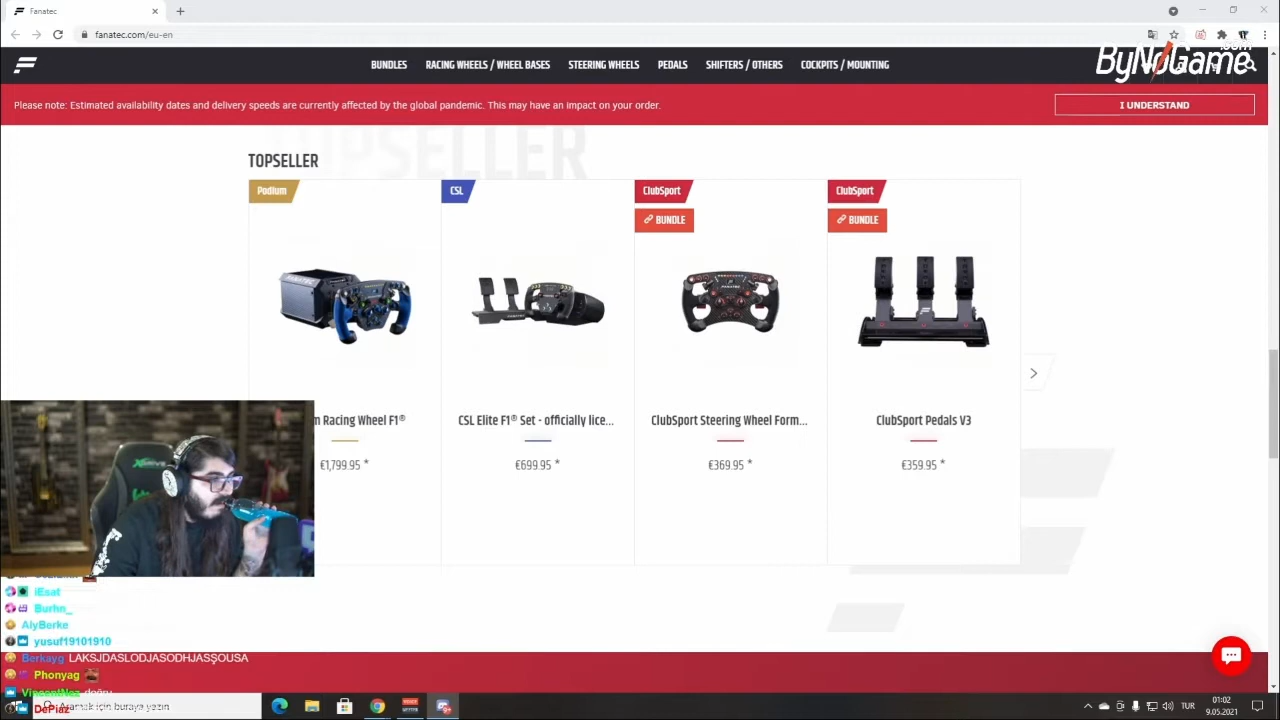 Fanatec
fanatec.com/eu-en
BUNDLES RACING WHEELS / WHEEL BASES STEERING WHEELS PEDALS SHIFTERS / OTHERS COCKPITS / MOUNTING
ByNoGame
.com
Please note: Estimated availability dates and delivery speeds are currently affected by the global pandemic. This may have an impact on your order.
I UNDERSTAND
TOPSELLER
Podium
CSL
ClubSport
BUNDLE
ClubSport
BUNDLE
Racing Wheel F1®
€1,799.95 *
CSL Elite F1® Set - officially lice...
€699.95 *
ClubSport Steering Wheel Form...
€369.95 *
ClubSport Pedals V3
€359.95 *
iEsat
Burhn_
AlyBerke
yusuf19101910
Berkayg LAKSJDASLODJASODHJASŞOUSA
Phonyag
VincentNez doğru
DePiaz
Aramak için buraya yazın
TUR
01:02
9.05.2021